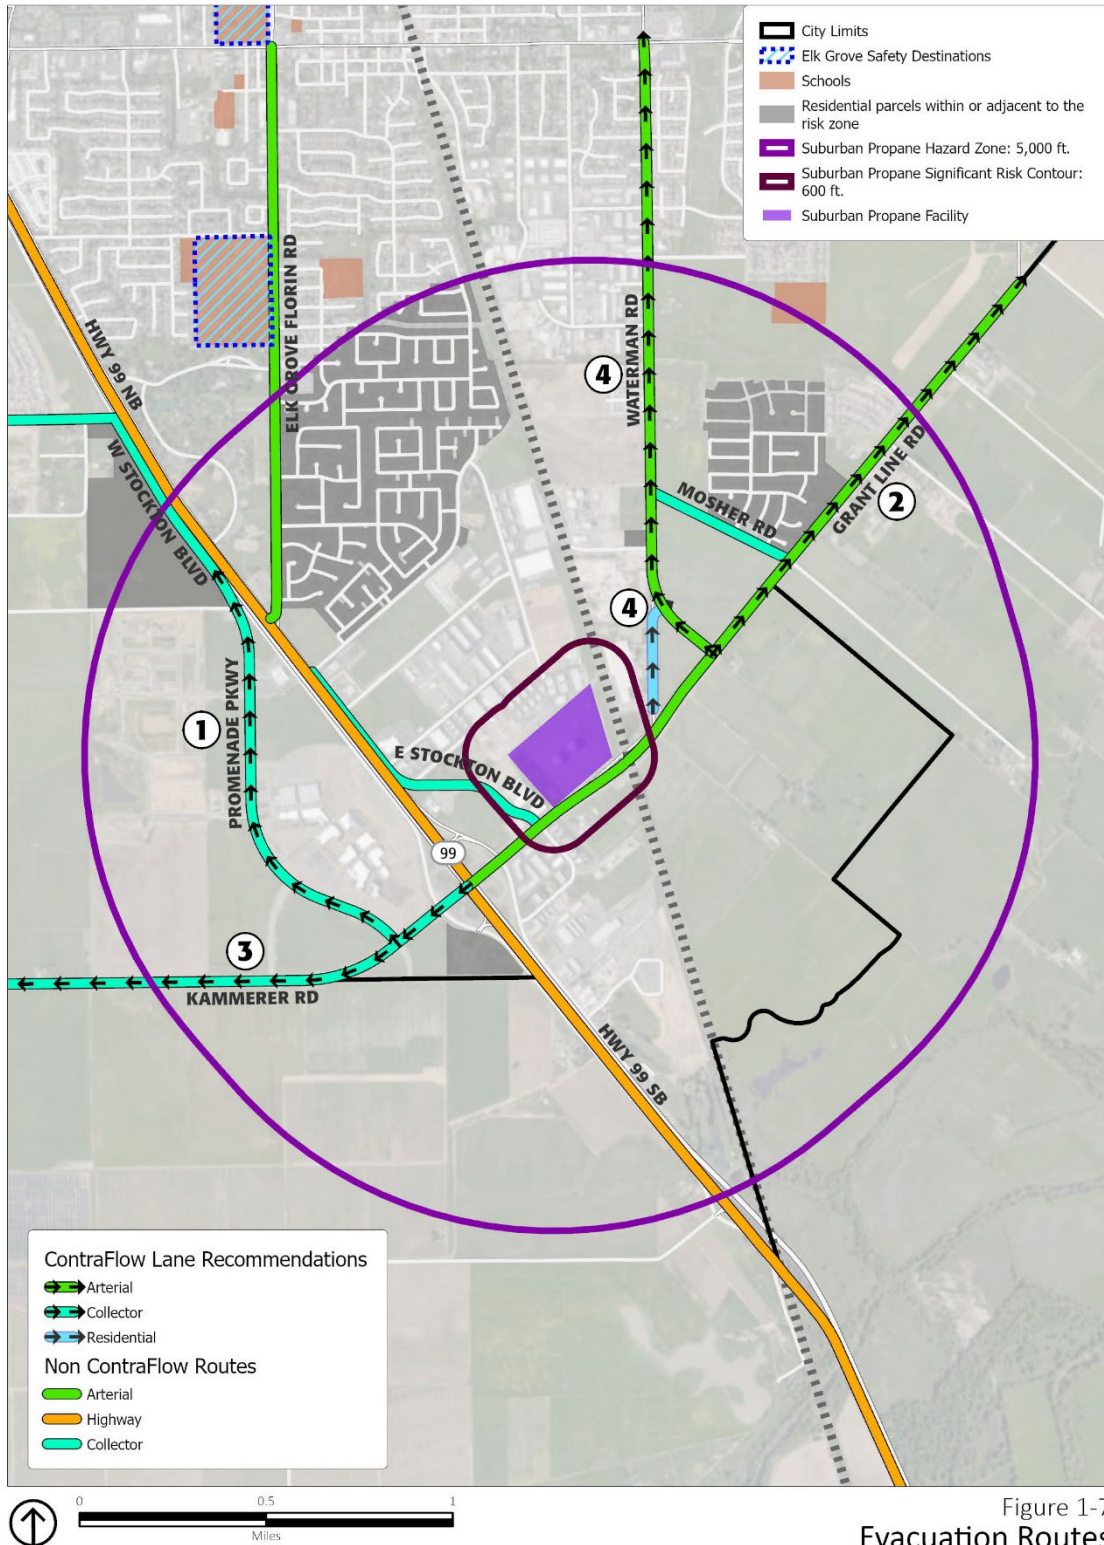 City Limits
Elk Grove Safety Destinations
Schools
Residential parcels within or adjacent to the
risk zone
Suburban Propane Hazard Zone: 5,000 ft.
Suburban Propane Significant Risk Contour:
600 ft.
Suburban Propane Facility
ELK GROVE FLORIN RD
HWY 99 NB
WATERMAN RD
4
W STOCKTON BLVD
MOSHER RD
GRANT LINE RD
2
4
PROMENADE PKWY
1
E STOCKTON BLVD
99
3
KAMMERER RD
HWY 99 SB
ContraFlow Lane Recommendations
Arterial
Collector
Residential
Non ContraFlow Routes
Arterial
Highway
Collector
0 0.5 1
Miles
Figure 1-7
Evacuation Routes